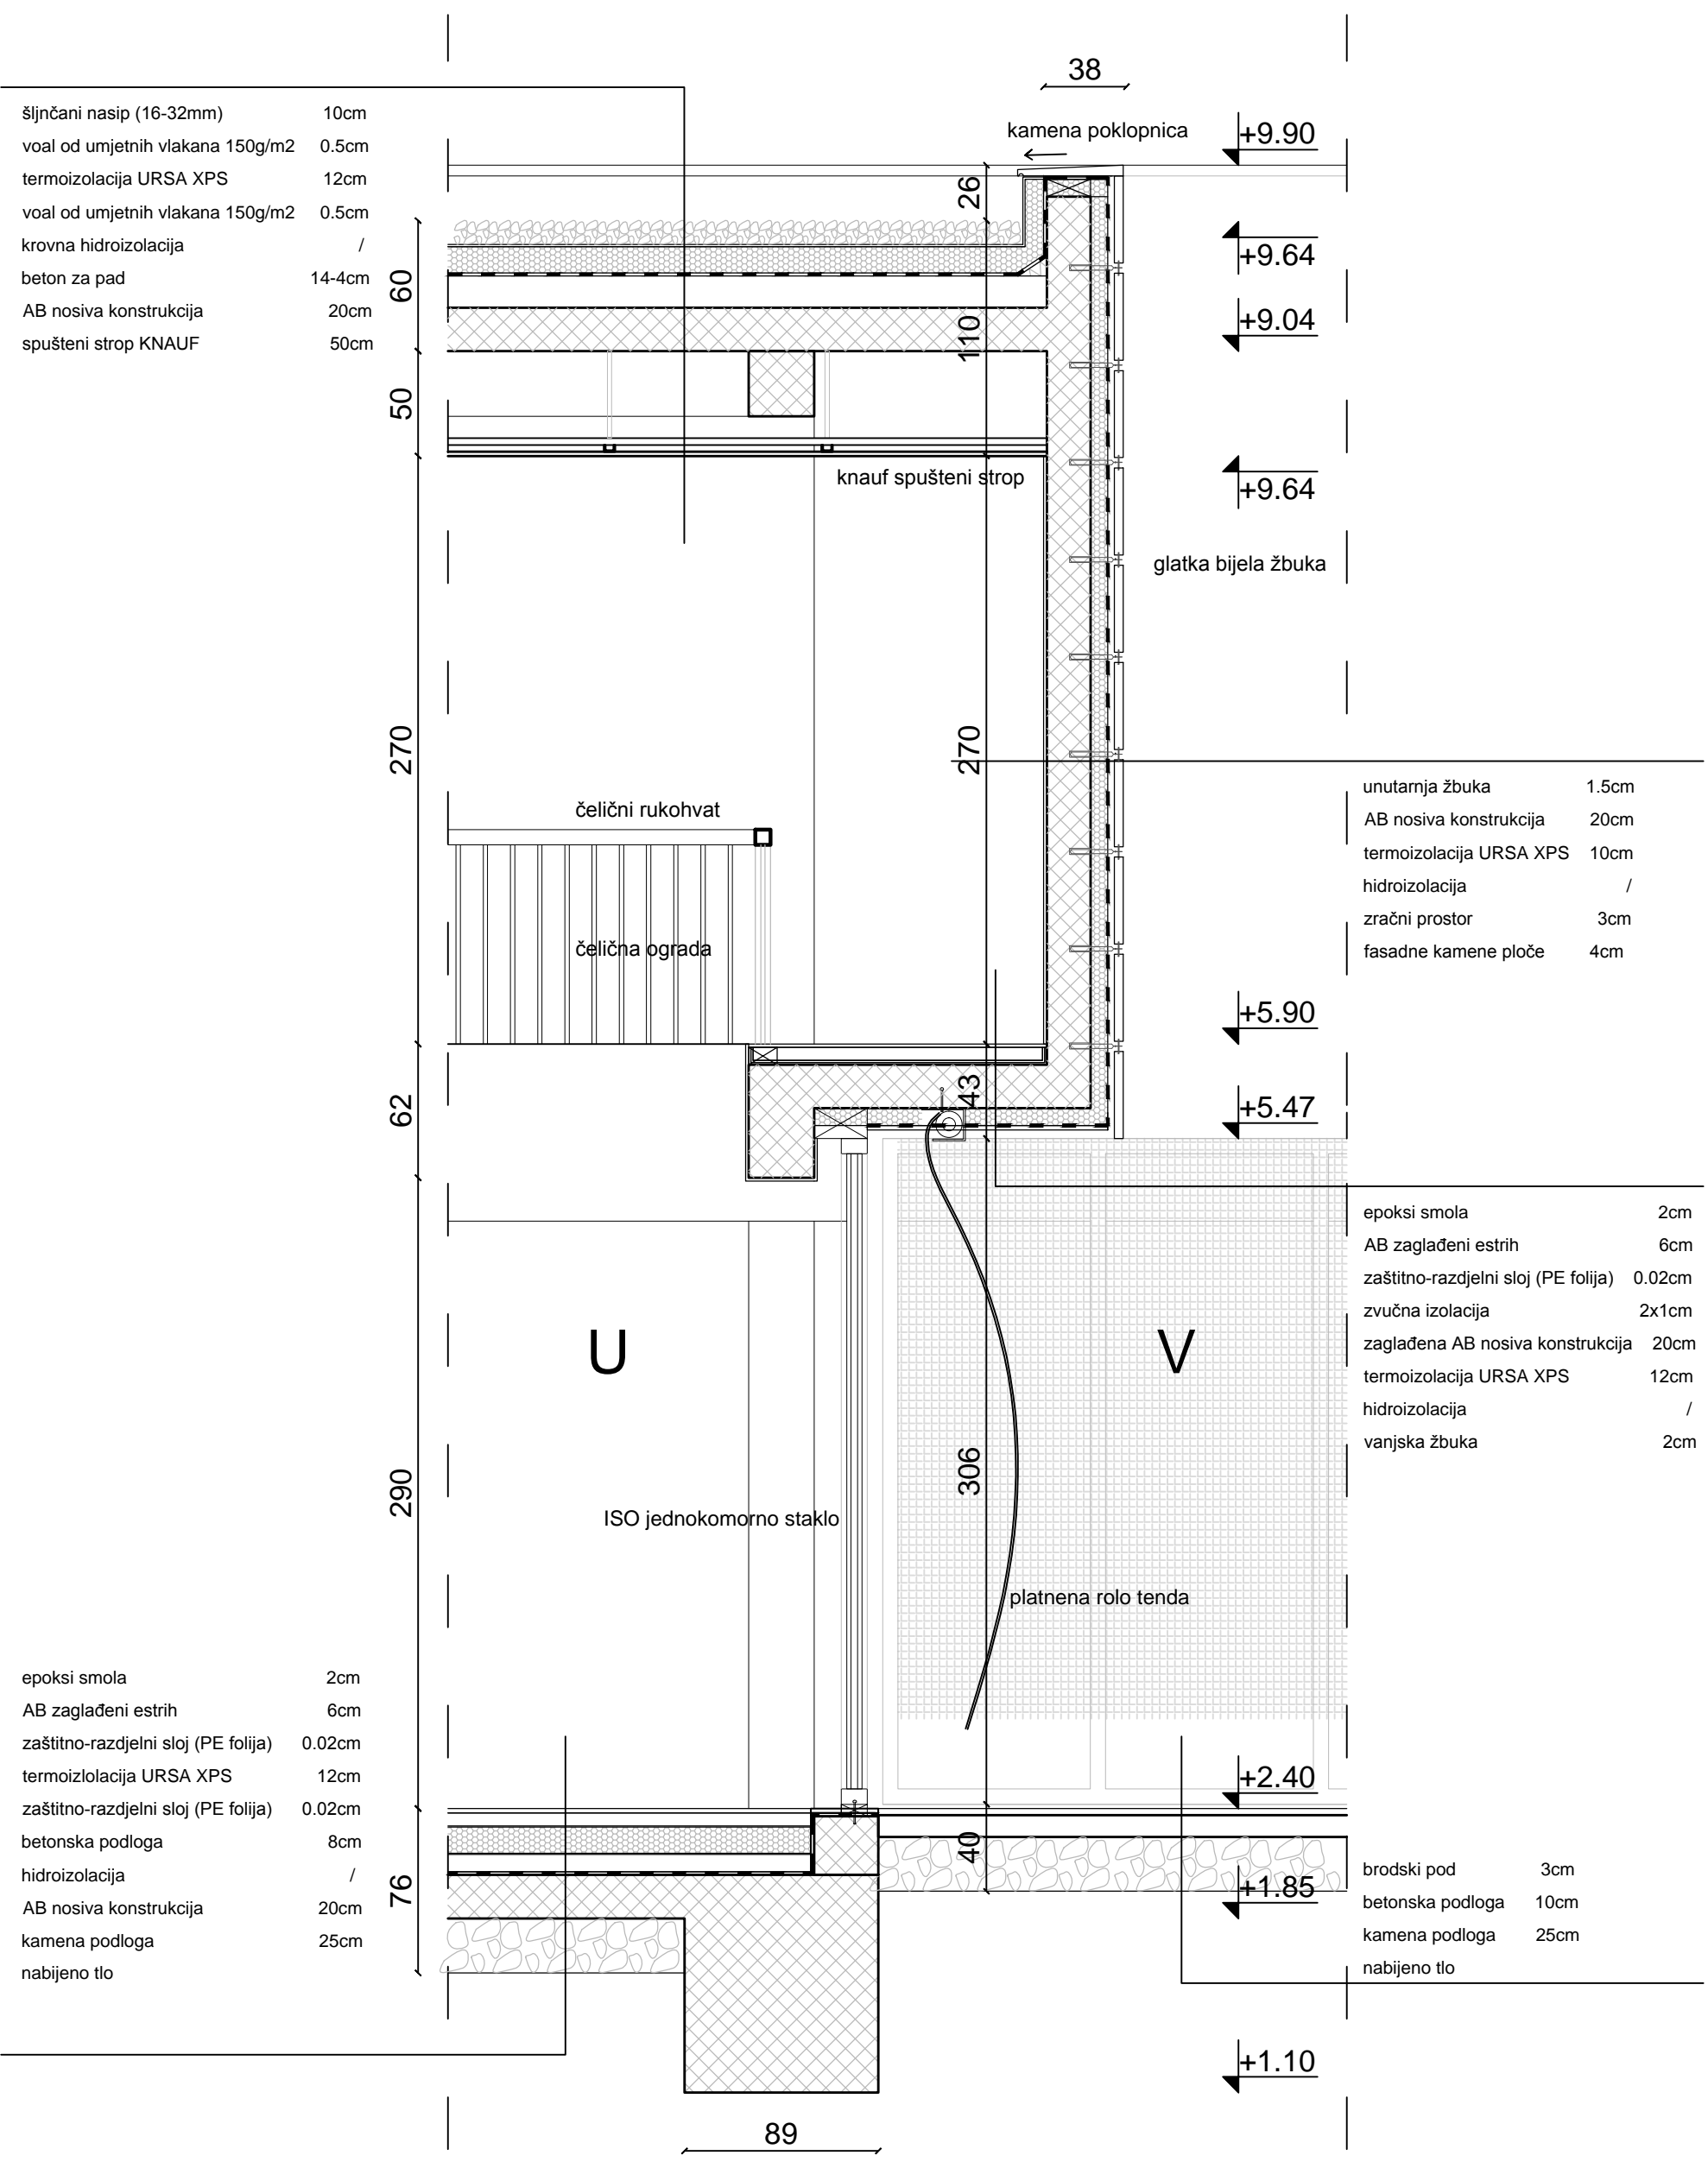 38
šljnčani nasip (16-32mm) 10cm
voal od umjetnih vlakana 150g/m2 0.5cm
termoizolacija URSA XPS 12cm
voal od umjetnih vlakana 150g/m2 0.5cm
krovna hidroizolacija /
beton za pad 14-4cm
AB nosiva konstrukcija 20cm
spušteni strop KNAUF 50cm
kamena poklopnica
+9.90
26
+9.64
60
+9.04
110
50
knauf spušteni strop
+9.64
glatka bijela žbuka
270
270
čelični rukohvat
unutarnja žbuka 1.5cm
AB nosiva konstrukcija 20cm
termoizolacija URSA XPS 10cm
hidroizolacija /
zračni prostor 3cm
fasadne kamene ploče 4cm
čelična ograda
+5.90
62
43
+5.47
epoksi smola 2cm
AB zaglađeni estrih 6cm
zaštitno-razdjelni sloj (PE folija) 0.02cm
zvučna izolacija 2x1cm
zaglađena AB nosiva konstrukcija 20cm
termoizolacija URSA XPS 12cm
hidroizolacija /
vanjska žbuka 2cm
U
V
290
306
ISO jednokomorno staklo
platnena rolo tenda
epoksi smola 2cm
AB zaglađeni estrih 6cm
zaštitno-razdjelni sloj (PE folija) 0.02cm
termoizlolacija URSA XPS 12cm
zaštitno-razdjelni sloj (PE folija) 0.02cm
betonska podloga 8cm
hidroizolacija /
AB nosiva konstrukcija 20cm
kamena podloga 25cm
nabijeno tlo
+2.40
40
76
+1.85
brodski pod 3cm
betonska podloga 10cm
kamena podloga 25cm
nabijeno tlo
+1.10
89